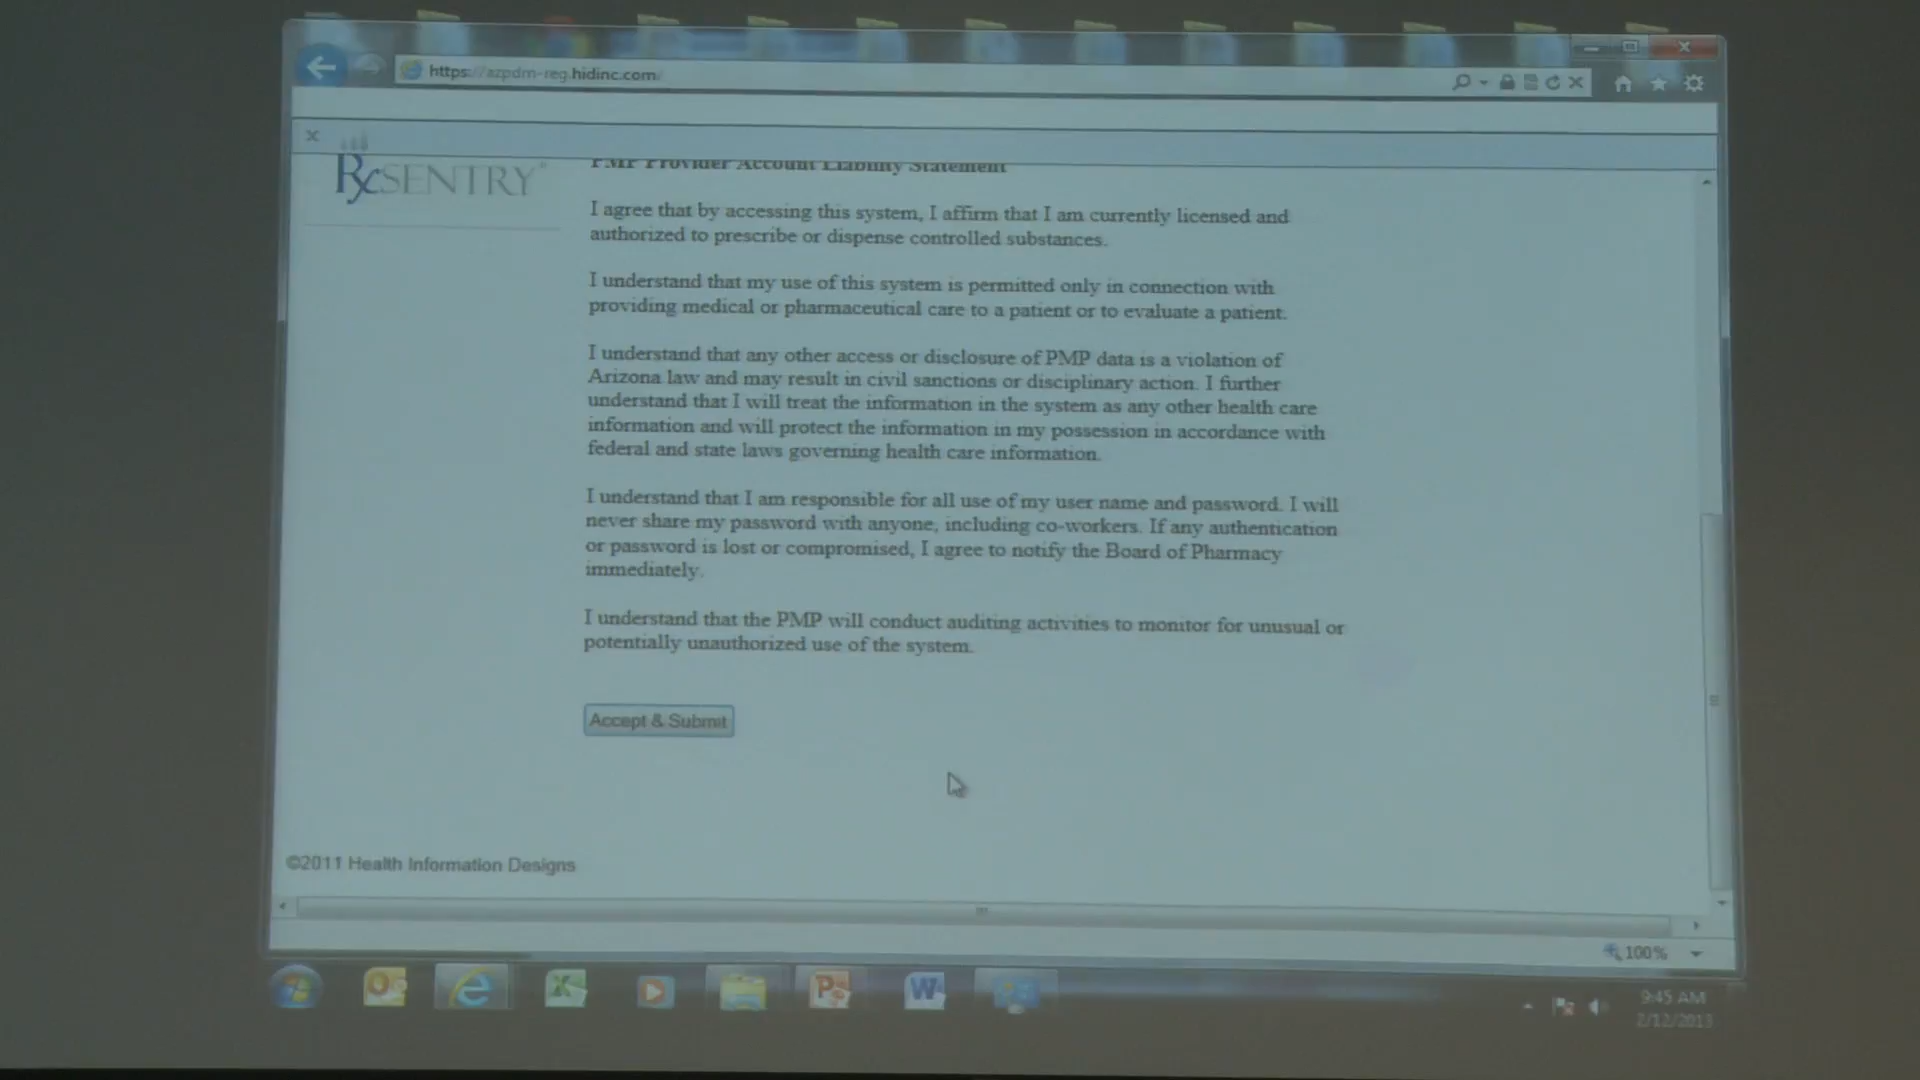 https://azpdm-reg.hidinc.com/
RxSENTRY
PMP Provider Account Liability Statement
I agree that by accessing this system, I affirm that I am currently licensed and
authorized to prescribe or dispense controlled substances.
I understand that my use of this system is permitted only in connection with
providing medical or pharmaceutical care to a patient or to evaluate a patient.
I understand that any other access or disclosure of PMP data is a violation of
Arizona law and may result in civil sanctions or disciplinary action. I further
understand that I will treat the information in the system as any other health care
information and will protect the information in my possession in accordance with
federal and state laws governing health care information.
I understand that I am responsible for all use of my user name and password. I will
never share my password with anyone, including co-workers. If any authentication
or password is lost or compromised, I agree to notify the Board of Pharmacy
immediately.
I understand that the PMP will conduct auditing activities to monitor for unusual or
potentially unauthorized use of the system.
Accept & Submit
©2011 Health Information Designs
100%
9:45 AM
2/12/2013